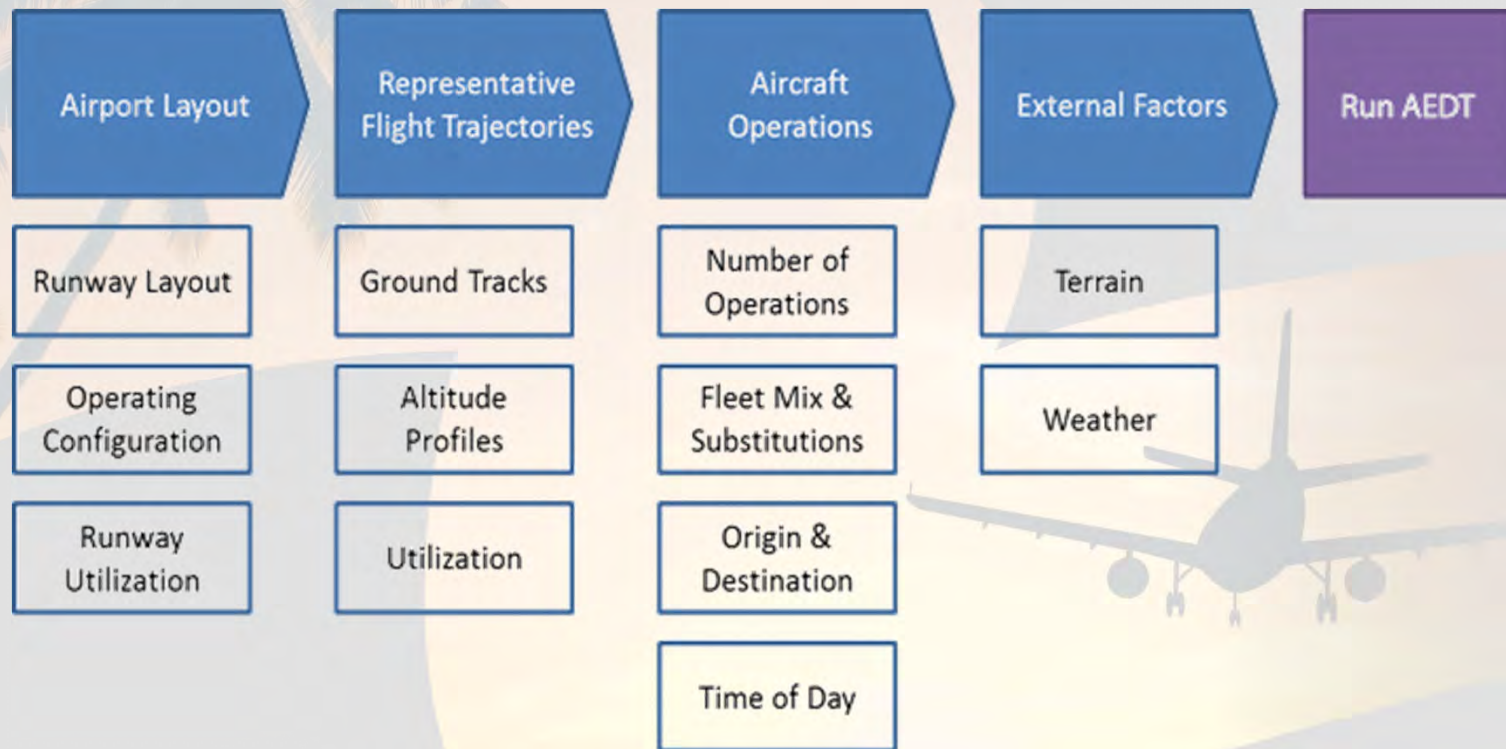 Airport Layout
Representative
Flight Trajectories
Aircraft
Operations
External Factors
Run AEDT
Runway Layout
Operating
Configuration
Runway
Utilization
Ground Tracks
Altitude
Profiles
Utilization
Number of
Operations
Fleet Mix &
Substitutions
Origin &
Destination
Time of Day
Terrain
Weather